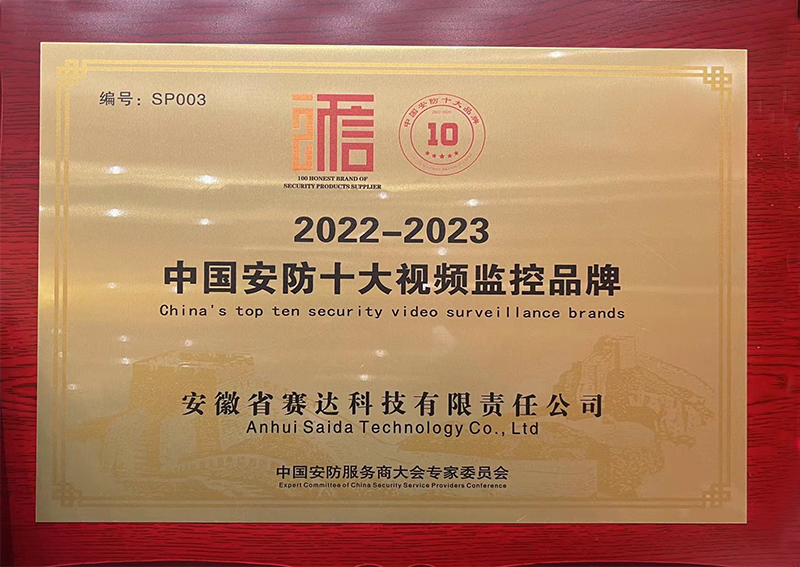 编号：SP003
信
中国安防十大品牌
2022-2023
10
100 HONEST BRAND OF
SECURITY PRODUCTS SUPPLIER
2022–2023
中国安防十大视频监控品牌
China's top ten security video surveillance brands
安徽省赛达科技有限责任公司
Anhui Saida Technology Co., Ltd
中国安防服务商大会专家委员会
Expert Committee of China Security Service Providers Conference